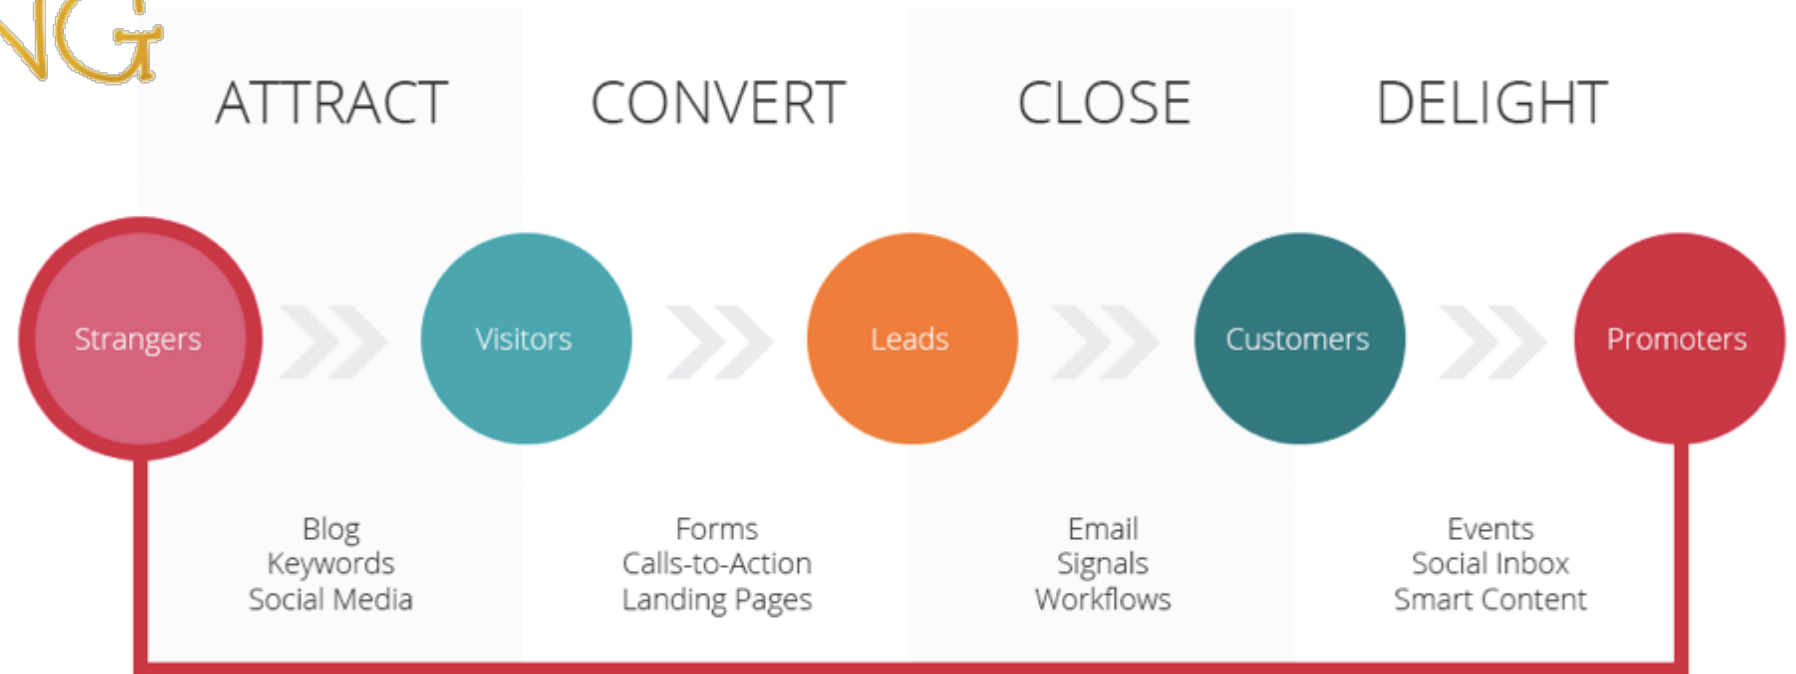 NG
ATTRACT
CONVERT
CLOSE
DELIGHT
Strangers
Visitors
Leads
Customers
Promoters
Blog
Keywords
Social Media
Forms
Calls-to-Action
Landing Pages
Email
Signals
Workflows
Events
Social Inbox
Smart Content